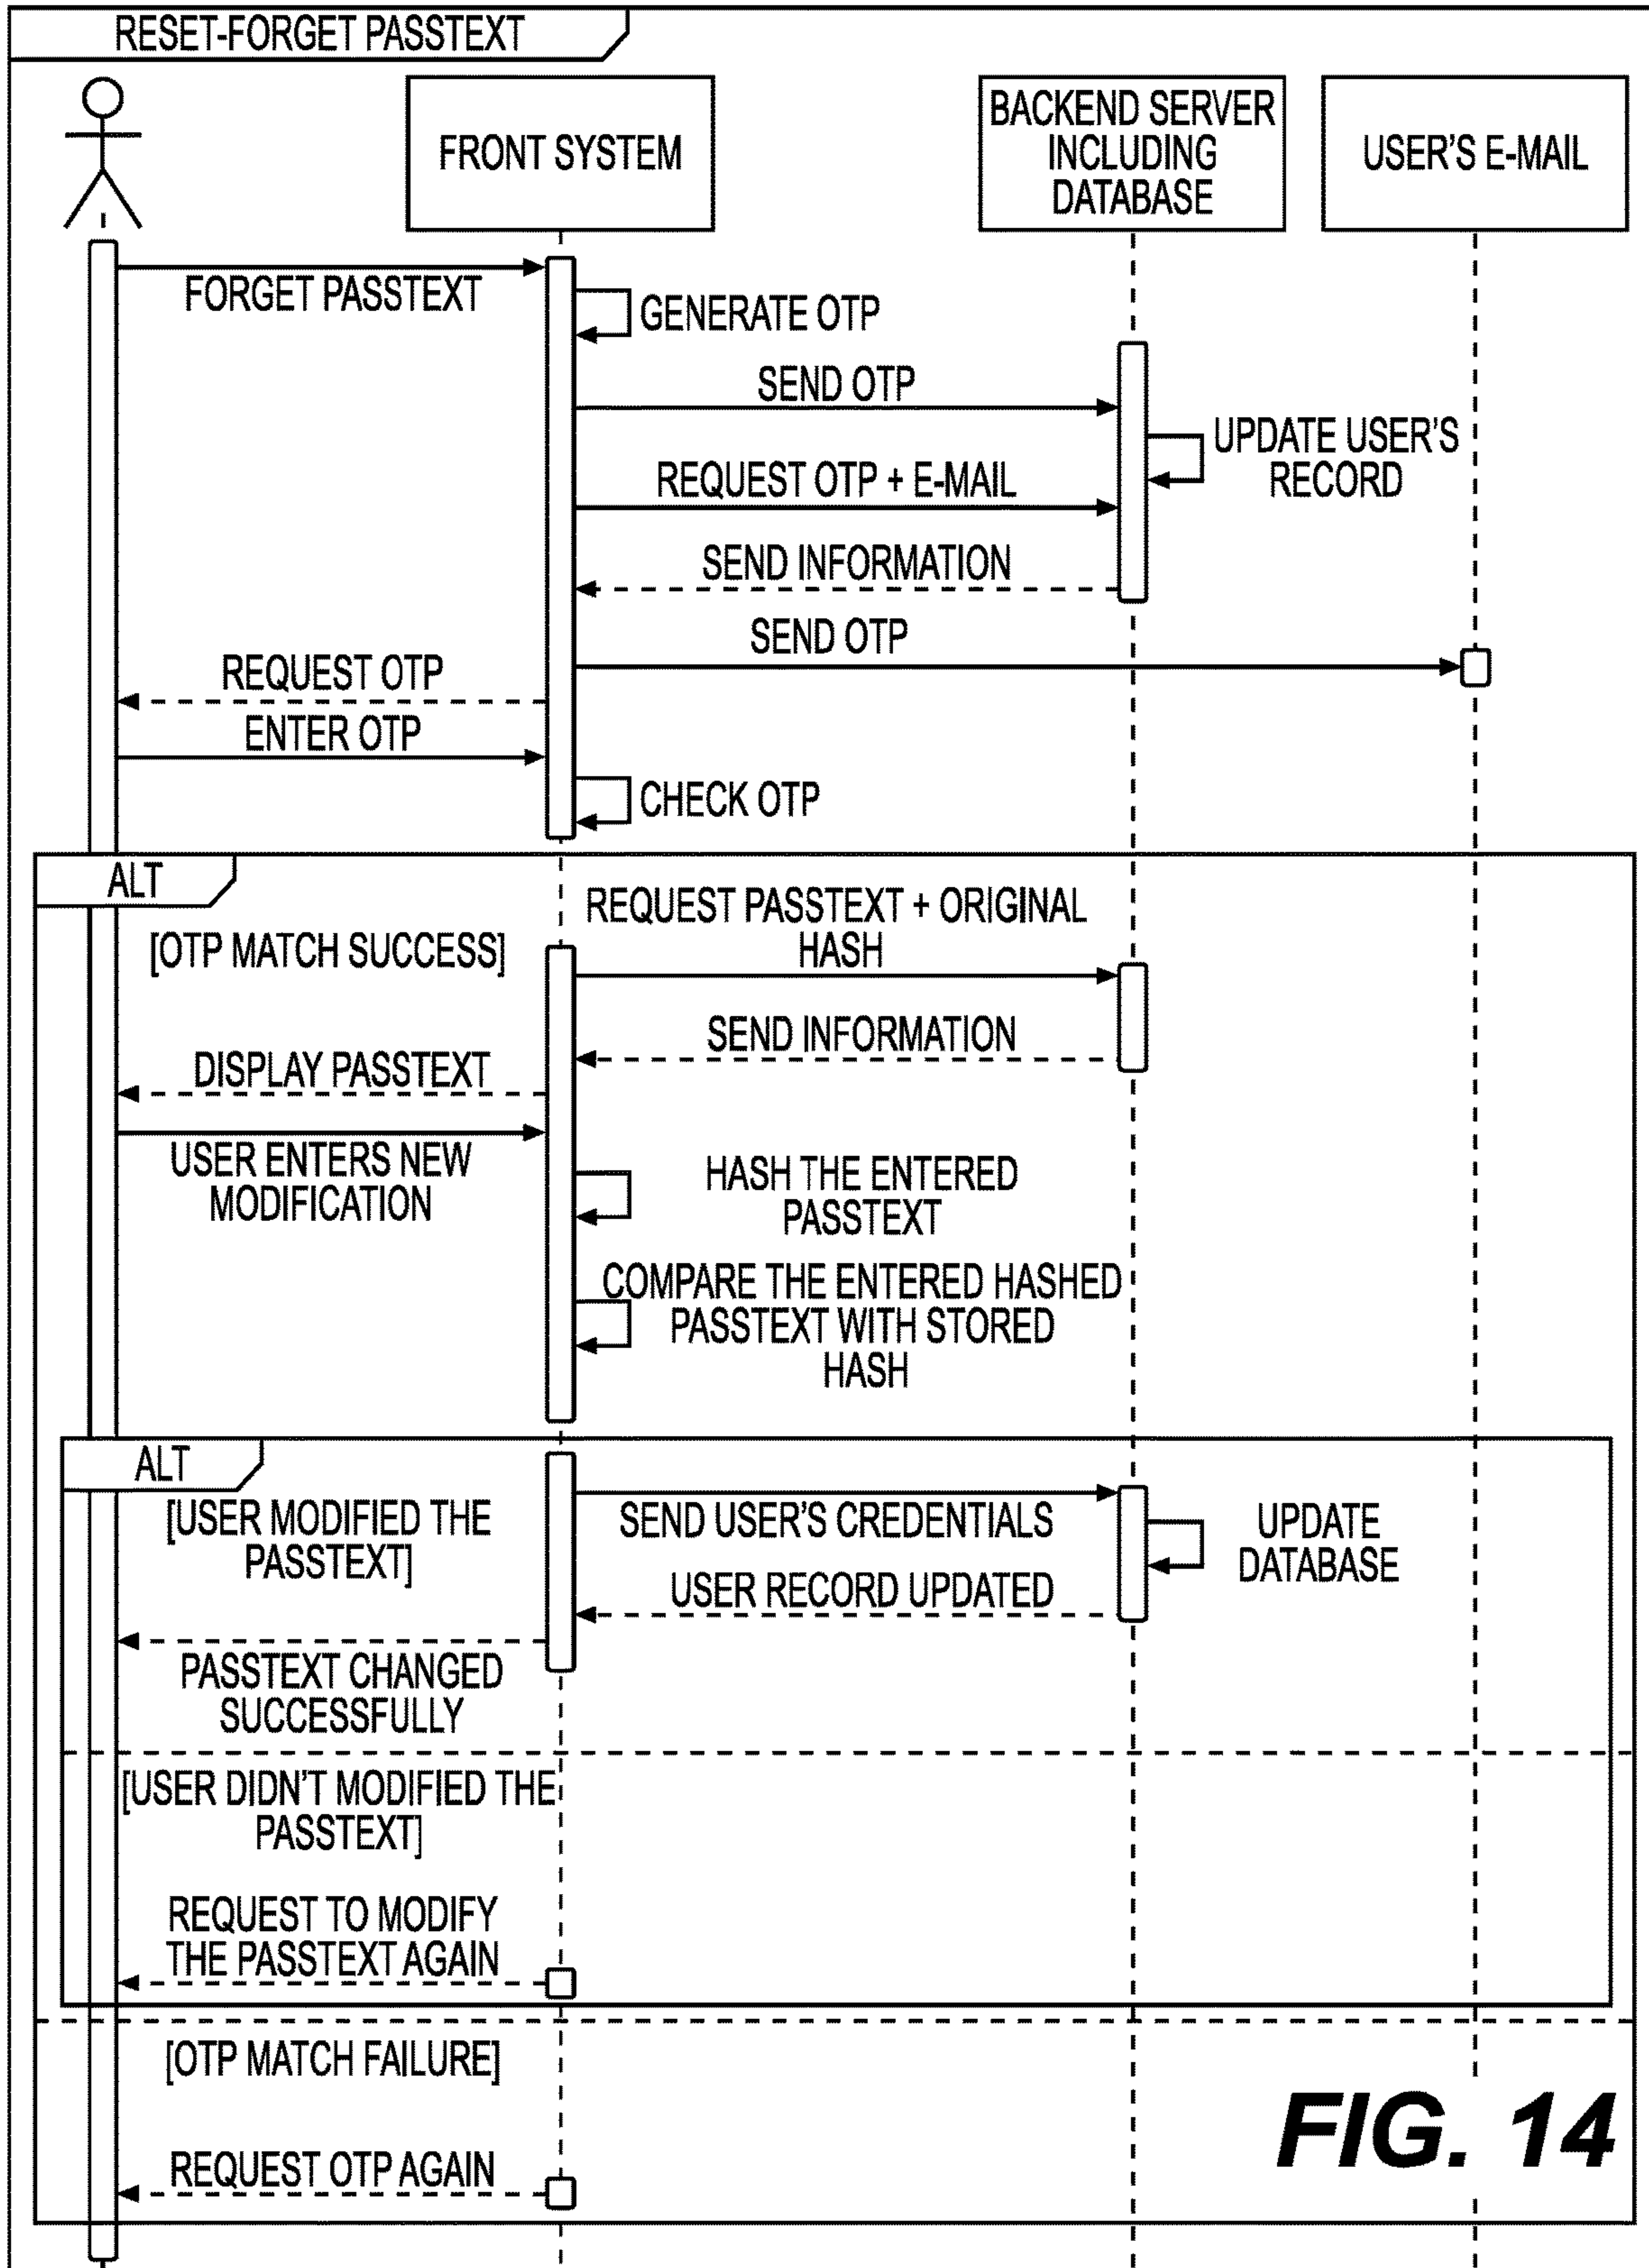 RESET-FORGET PASSTEXT
FRONT SYSTEM
BACKEND SERVER
INCLUDING
DATABASE
USER'S E-MAIL
FORGET PASSTEXT
GENERATE OTP
SEND OTP
UPDATE USER'S
RECORD
REQUEST OTP + E-MAIL
SEND INFORMATION
SEND OTP
REQUEST OTP
ENTER OTP
CHECK OTP
ALT
[OTP MATCH SUCCESS]
REQUEST PASSTEXT + ORIGINAL
HASH
SEND INFORMATION
DISPLAY PASSTEXT
USER ENTERS NEW
MODIFICATION
HASH THE ENTERED
PASSTEXT
COMPARE THE ENTERED HASHED
PASSTEXT WITH STORED
HASH
ALT
[USER MODIFIED THE
PASSTEXT]
SEND USER'S CREDENTIALS
UPDATE
DATABASE
USER RECORD UPDATED
PASSTEXT CHANGED
SUCCESSFULLY
[USER DIDN'T MODIFIED THE
PASSTEXT]
REQUEST TO MODIFY
THE PASSTEXT AGAIN
[OTP MATCH FAILURE]
REQUEST OTP AGAIN
FIG. 14